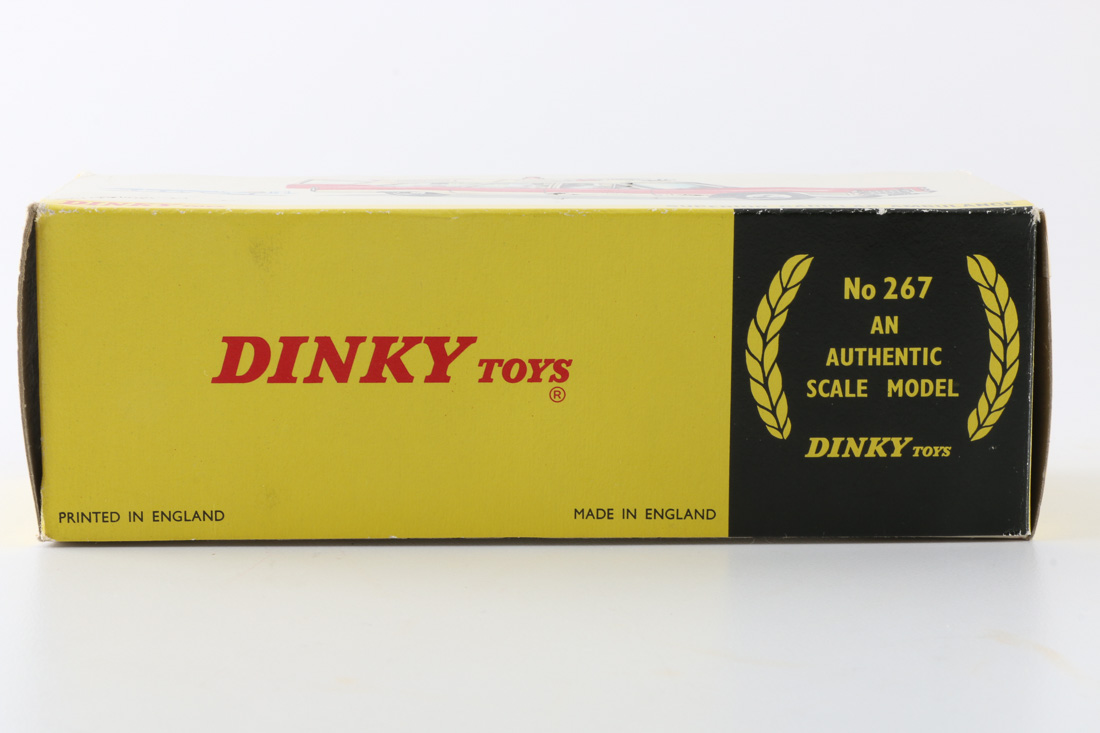 DINKY TOYS
®
PRINTED IN ENGLAND
MADE IN ENGLAND
No 267
AN
AUTHENTIC
SCALE MODEL
DINKY TOYS